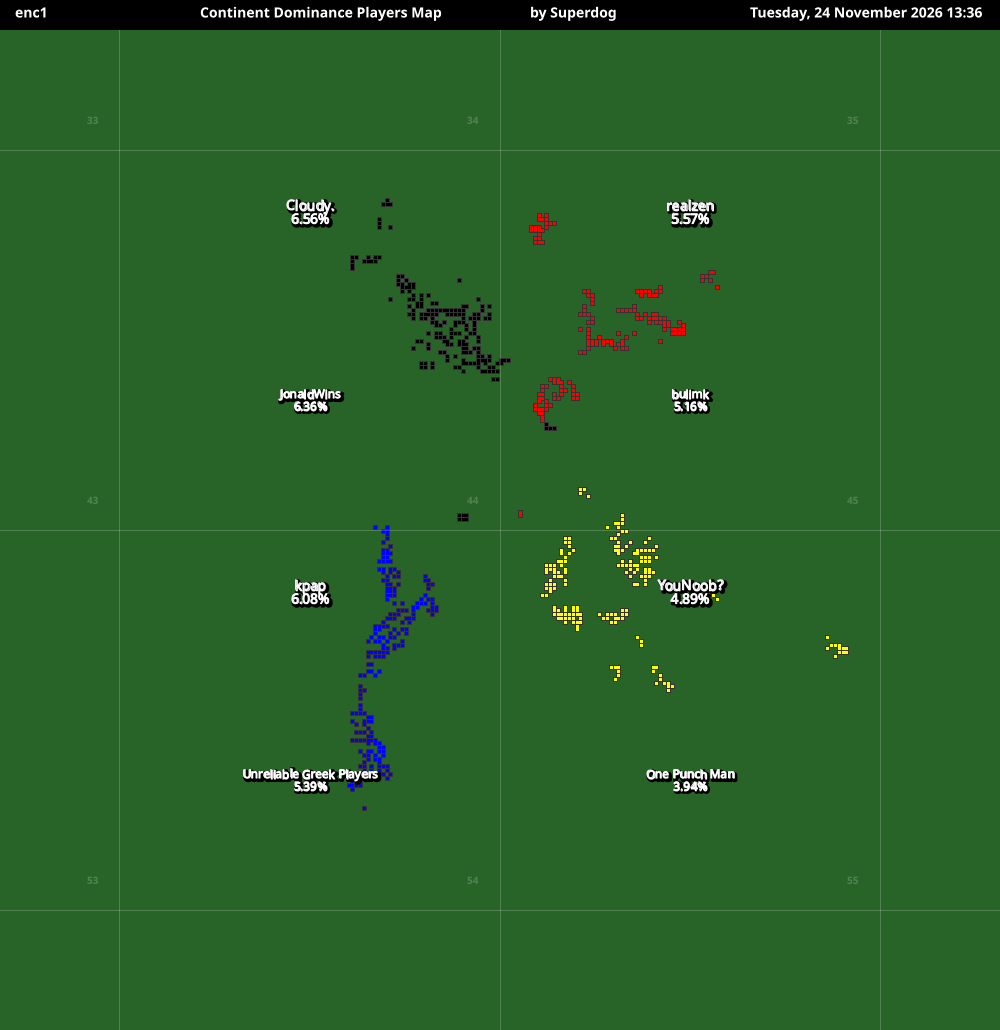 enc1 Continent Dominance Players Map by Superdog Tuesday, 24 November 2026 13:36
33 34 35
Cloudy. realzen
6.56% 5.57%
JonaldWins bulimk
6.36% 5.16%
43 44 45
kpap YouNoob?
6.08% 4.89%
Unreliable Greek Players One Punch Man
5.39% 3.94%
53 54 55